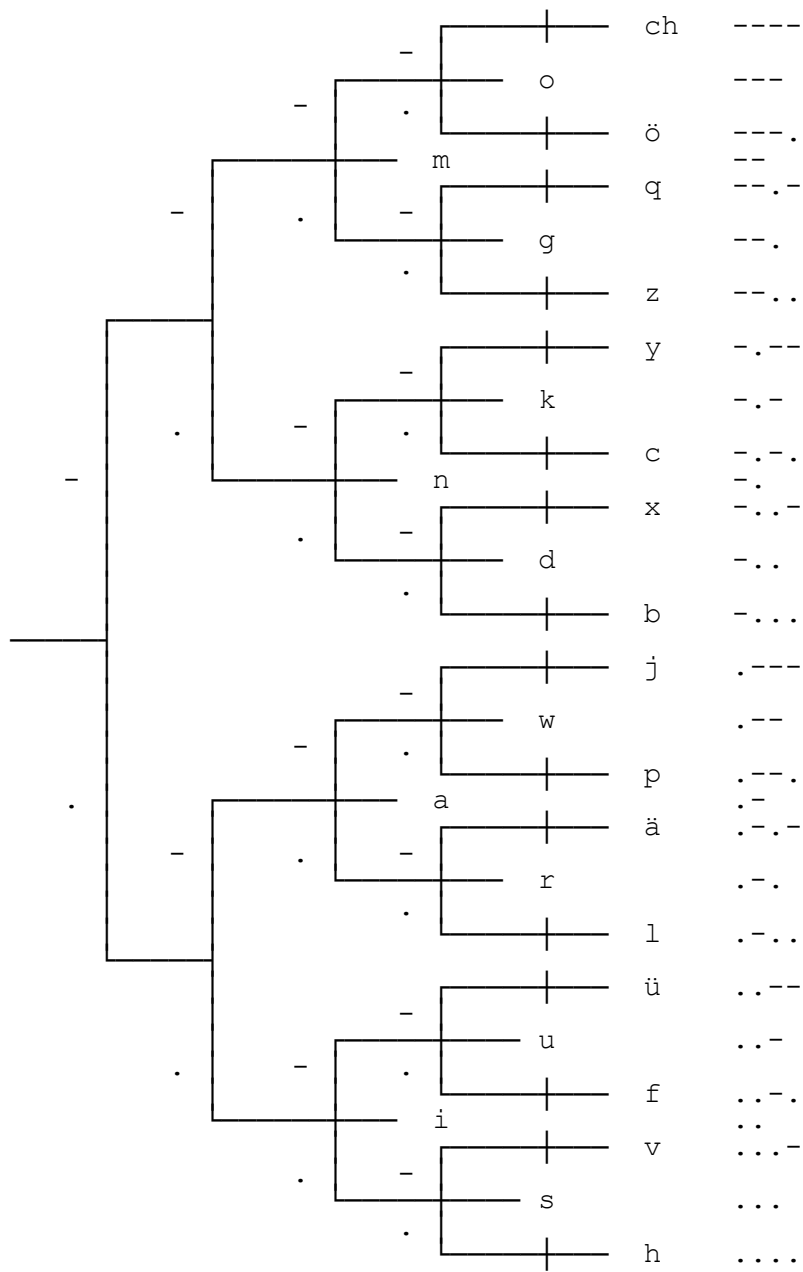 ch ----
-
o ---
-
.
ö ---.
m --
q --.-
- . -
g --.
.
z --..
y -.--
-
k -.-
- . .
c -.-.
- n -.
x -..-
. -
d -..
.
b -...
j .---
-
w .--
- .
p .--.
. a .-
ä .-.-
- . -
r .-.
.
l .-..
ü ..--
-
u ..-
. - .
f ..-.
i ..
v ...-
. -
s ...
.
h ....